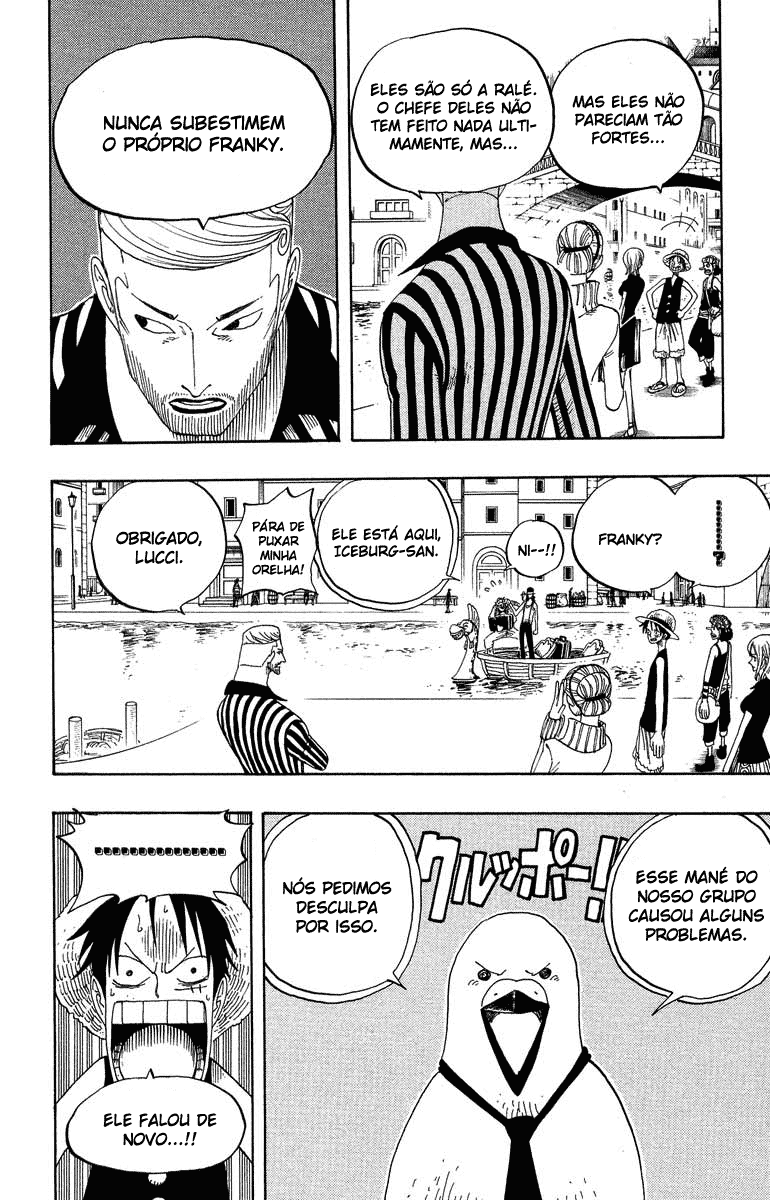 MAS ELES NÃO
PARECIAM TÃO
FORTES...
ELES SÃO SÓ A RALÉ.
O CHEFE DELES NÃO
TEM FEITO NADA ULTI-
MAMENTE, MAS...
NUNCA SUBESTIMEM
O PRÓPRIO FRANKY.
..........?
FRANKY?
NI--!!
ELE ESTÁ AQUI,
ICEBURG-SAN.
PÁRA DE
PUXAR
MINHA
ORELHA!
OBRIGADO,
LUCCI.
ESSE MANÉ DO
NOSSO GRUPO
CAUSOU ALGUNS
PROBLEMAS.
クルッポー!!
NÓS PEDIMOS
DESCULPA
POR ISSO.
................
ELE FALOU DE
NOVO...!!